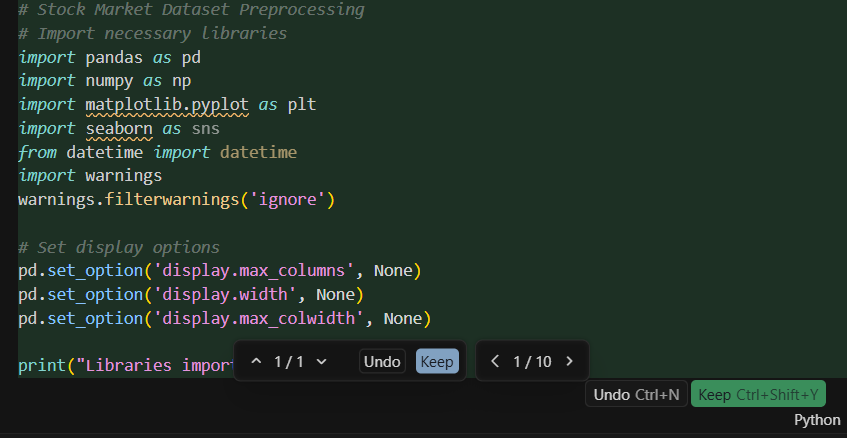 # Stock Market Dataset Preprocessing
# Import necessary libraries
import pandas as pd
import numpy as np
import matplotlib.pyplot as plt
import seaborn as sns
from datetime import datetime
import warnings
warnings.filterwarnings('ignore')
# Set display options
pd.set_option('display.max_columns', None)
pd.set_option('display.width', None)
pd.set_option('display.max_colwidth', None)
print("Libraries impor
1 / 1 Undo Keep 1 / 10
Undo Ctrl+N Keep Ctrl+Shift+Y
Python